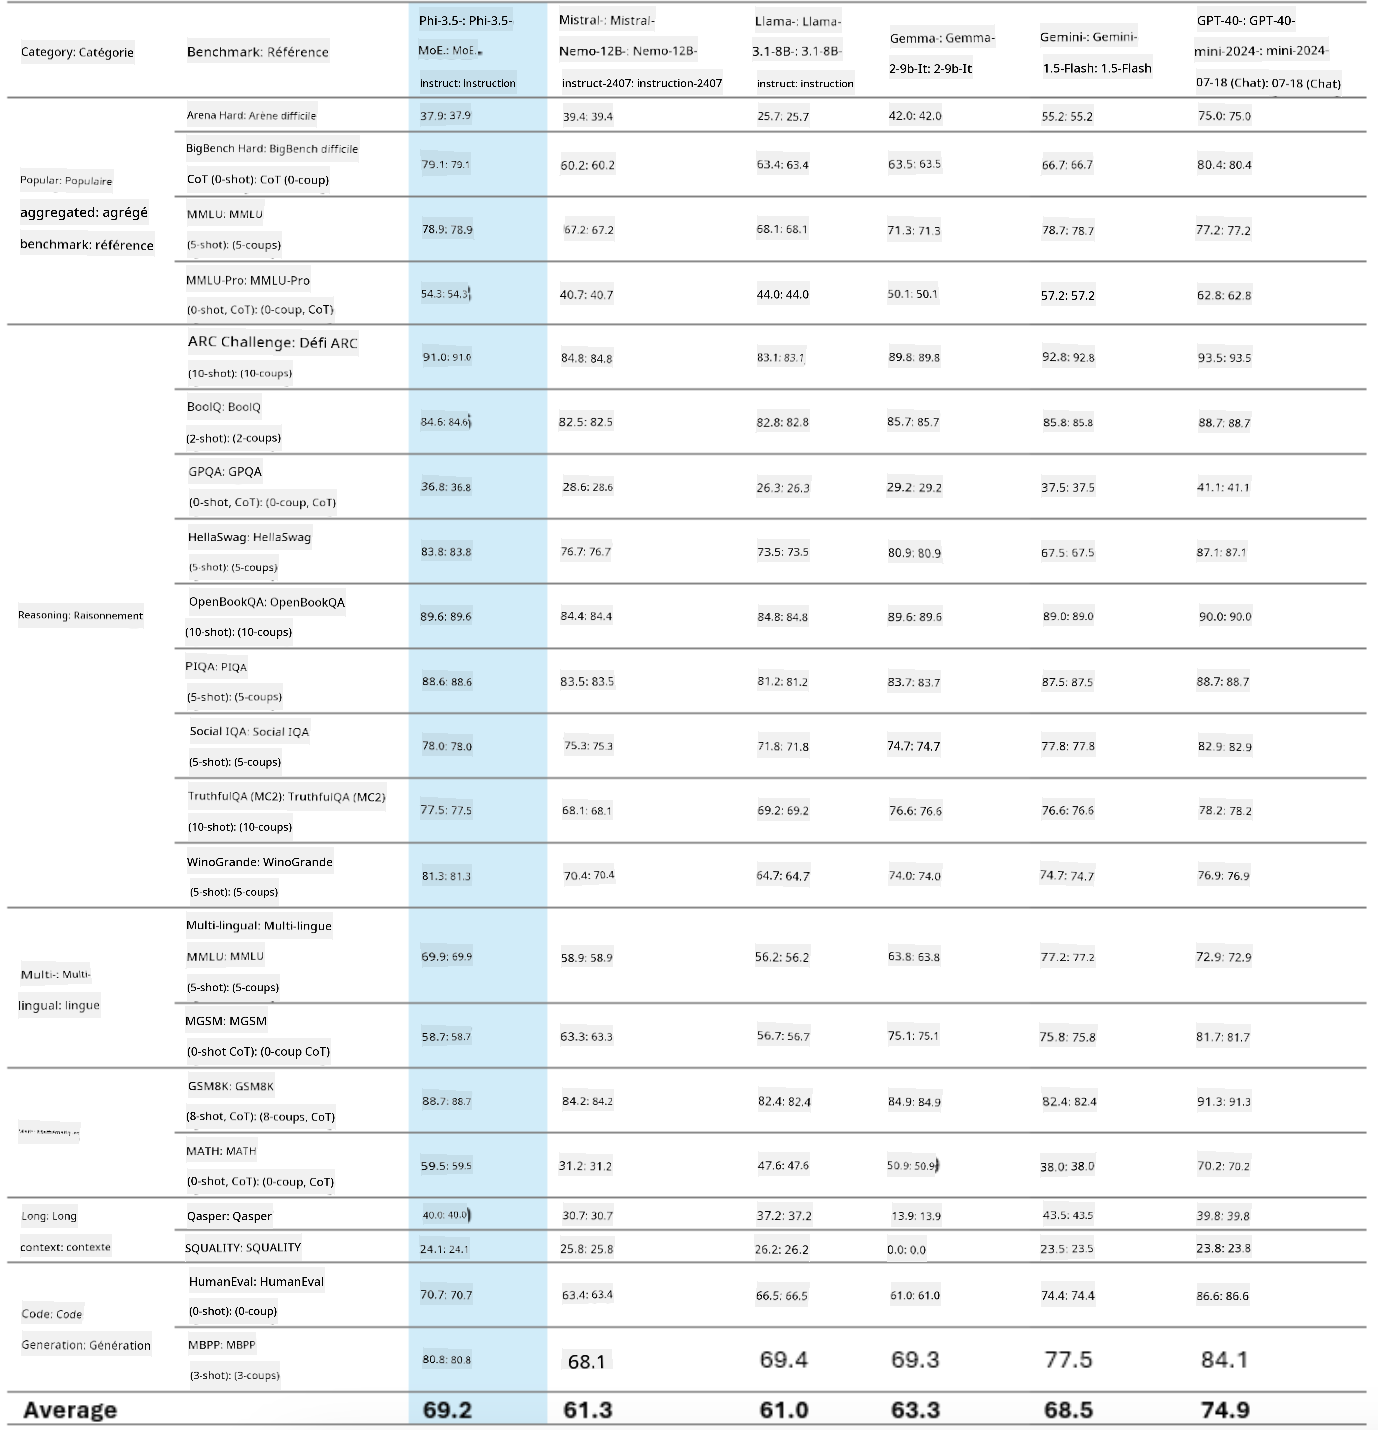 Category: Catégorie
Benchmark: Référence
Phi-3.5-: Phi-3.5-
MoE.: MoE.
instruct: Instruction
Mistral-: Mistral-
Nemo-12B-: Nemo-12B-
instruct-2407: instruction-2407
Llama-: Llama-
3.1-8B-: 3.1-8B-
instruct: instruction
Gemma-: Gemma-
2-9b-It: 2-9b-It
Gemini-: Gemini-
1.5-Flash: 1.5-Flash
GPT-40-: GPT-40-
mini-2024-: mini-2024-
07-18 (Chat): 07-18 (Chat)
Popular: Populaire
aggregated: agrégé
benchmark: référence
Arena Hard: Arène difficile
37.9: 37.9
39.4: 39.4
25.7: 25.7
42.0: 42.0
55.2: 55.2
75.0: 75.0
BigBench Hard: BigBench difficile
CoT (0-shot): CoT (0-coup)
79.1: 79.1
60.2: 60.2
63.4: 63.4
63.5: 63.5
66.7: 66.7
80.4: 80.4
MMLU: MMLU
(5-shot): (5-coups)
78.9: 78.9
67.2: 67.2
68.1: 68.1
71.3: 71.3
78.7: 78.7
77.2: 77.2
MMLU-Pro: MMLU-Pro
(0-shot, CoT): (0-coup, CoT)
54.3: 54.3
40.7: 40.7
44.0: 44.0
50.1: 50.1
57.2: 57.2
62.8: 62.8
Reasoning: Raisonnement
ARC Challenge: Défi ARC
(10-shot): (10-coups)
91.0: 91.0
84.8: 84.8
83.1: 83.1
89.8: 89.8
92.8: 92.8
93.5: 93.5
BoolQ: BoolQ
(2-shot): (2-coups)
84.6: 84.6
82.5: 82.5
82.8: 82.8
85.7: 85.7
85.8: 85.8
88.7: 88.7
GPQA: GPQA
(0-shot, CoT): (0-coup, CoT)
36.8: 36.8
28.6: 28.6
26.3: 26.3
29.2: 29.2
37.5: 37.5
41.1: 41.1
HellaSwag: HellaSwag
(5-shot): (5-coups)
83.8: 83.8
76.7: 76.7
73.5: 73.5
80.9: 80.9
67.5: 67.5
87.1: 87.1
OpenBookQA: OpenBookQA
(10-shot): (10-coups)
89.6: 89.6
84.4: 84.4
84.8: 84.8
89.6: 89.6
89.0: 89.0
90.0: 90.0
PIQA: PIQA
(5-shot): (5-coups)
88.6: 88.6
83.5: 83.5
81.2: 81.2
83.7: 83.7
87.5: 87.5
88.7: 88.7
Social IQA: Social IQA
(5-shot): (5-coups)
78.0: 78.0
75.3: 75.3
71.8: 71.8
74.7: 74.7
77.8: 77.8
82.9: 82.9
TruthfulQA (MC2): TruthfulQA (MC2)
(10-shot): (10-coups)
77.5: 77.5
68.1: 68.1
69.2: 69.2
76.6: 76.6
76.6: 76.6
78.2: 78.2
WinoGrande: WinoGrande
(5-shot): (5-coups)
81.3: 81.3
70.4: 70.4
64.7: 64.7
74.0: 74.0
74.7: 74.7
76.9: 76.9
Multi-: Multi-
lingual: lingue
Multi-lingual: Multi-lingue
MMLU: MMLU
(5-shot): (5-coups)
69.9: 69.9
58.9: 58.9
56.2: 56.2
63.8: 63.8
77.2: 77.2
72.9: 72.9
MGSM: MGSM
(0-shot CoT): (0-coup CoT)
58.7: 58.7
63.3: 63.3
56.7: 56.7
75.1: 75.1
75.8: 75.8
81.7: 81.7
GSM8K: GSM8K
(8-shot, CoT): (8-coups, CoT)
88.7: 88.7
84.2: 84.2
82.4: 82.4
84.9: 84.9
82.4: 82.4
91.3: 91.3
MATH: MATH
(0-shot, CoT): (0-coup, CoT)
59.5: 59.5
31.2: 31.2
47.6: 47.6
50.9: 50.9
38.0: 38.0
70.2: 70.2
Long: Long
context: contexte
Qasper: Qasper
40.0: 40.0
30.7: 30.7
37.2: 37.2
13.9: 13.9
43.5: 43.5
39.8: 39.8
SQUALITY: SQUALITY
24.1: 24.1
25.8: 25.8
26.2: 26.2
0.0: 0.0
23.5: 23.5
23.8: 23.8
Code: Code
Generation: Génération
HumanEval: HumanEval
(0-shot): (0-coup)
70.7: 70.7
63.4: 63.4
66.5: 66.5
61.0: 61.0
74.4: 74.4
86.6: 86.6
MBPP: MBPP
(3-shot): (3-coups)
80.8: 80.8
68.1
69.4
69.3
77.5
84.1
Average
69.2
61.3
61.0
63.3
68.5
74.9